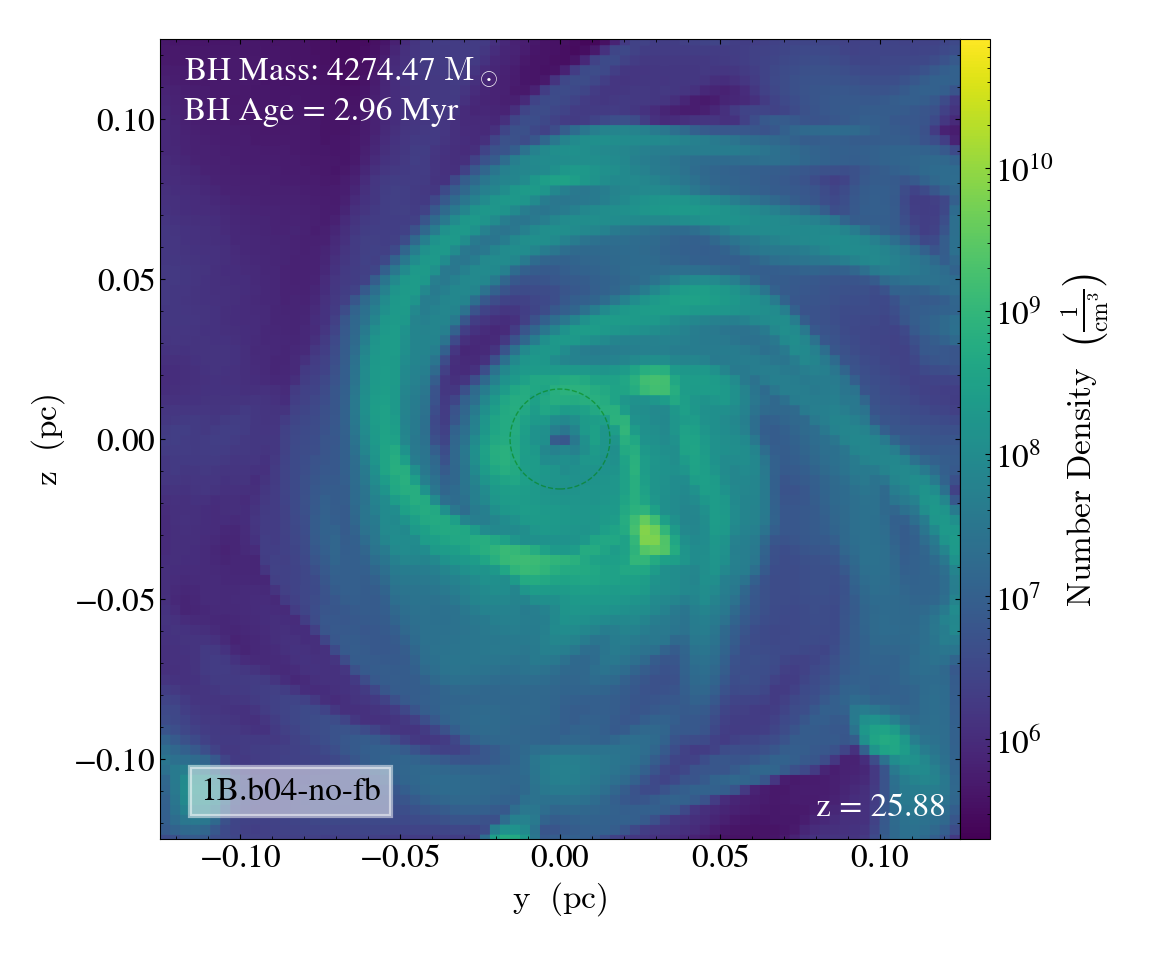 BH Mass: 4274.47 M☉
BH Age = 2.96 Myr
0.10
0.05
0.00
−0.05
−0.10
z (pc)
1B.b04-no-fb
z = 25.88
−0.10 −0.05 0.00 0.05 0.10
y (pc)
10¹⁰
10⁹
10⁸
10⁷
10⁶
Number Density (1/cm³)